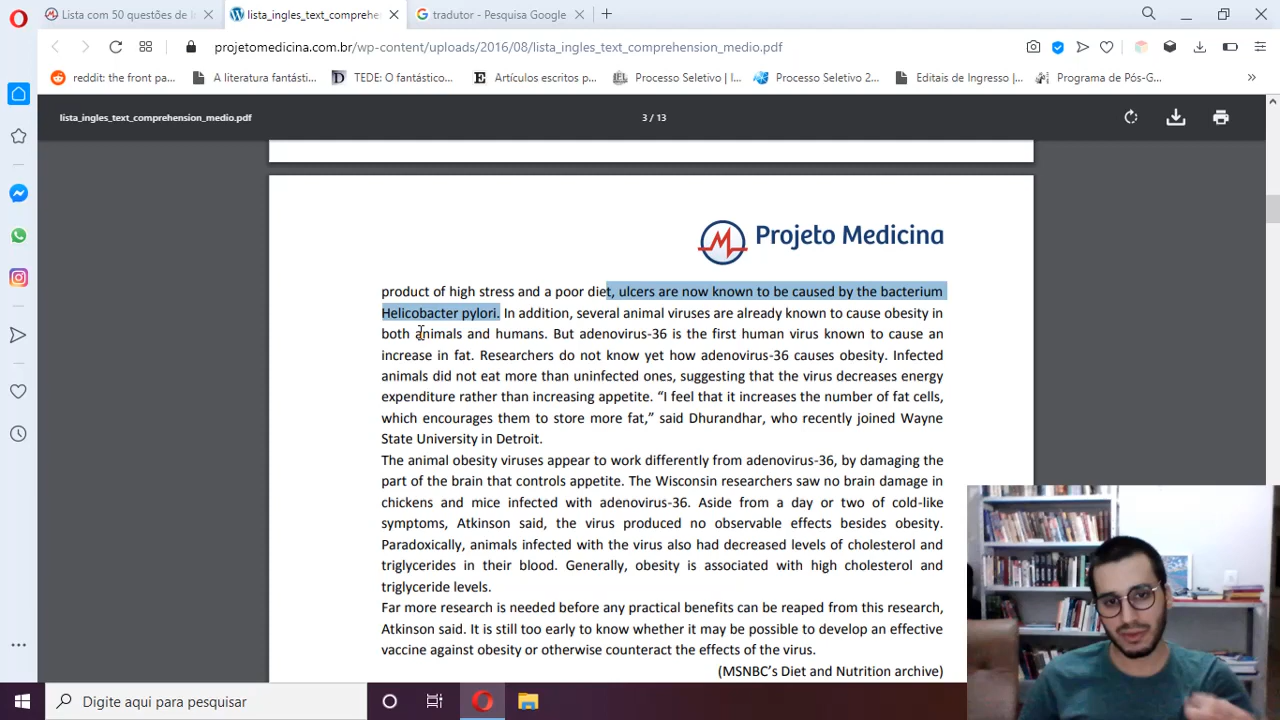 Lista com 50 questões de I
lista_ingles_text_comprehe
tradutor - Pesquisa Google
projetomedicina.com.br/wp-content/uploads/2016/08/lista_ingles_text_comprehension_medio.pdf
reddit: the front pa...
A literatura fantásti...
TEDE: O fantástico...
Artículos escritos p...
Processo Seletivo | I...
Processo Seletivo 2...
Editais de Ingresso |...
Programa de Pós-G...
lista_ingles_text_comprehension_medio.pdf
3 / 13
Projeto Medicina
product of high stress and a poor diet, ulcers are now known to be caused by the bacterium
Helicobacter pylori. In addition, several animal viruses are already known to cause obesity in
both animals and humans. But adenovirus-36 is the first human virus known to cause an
increase in fat. Researchers do not know yet how adenovirus-36 causes obesity. Infected
animals did not eat more than uninfected ones, suggesting that the virus decreases energy
expenditure rather than increasing appetite. “I feel that it increases the number of fat cells,
which encourages them to store more fat,” said Dhurandhar, who recently joined Wayne
State University in Detroit.
The animal obesity viruses appear to work differently from adenovirus-36, by damaging the
part of the brain that controls appetite. The Wisconsin researchers saw no brain damage in
chickens and mice infected with adenovirus-36. Aside from a day or two of cold-like
symptoms, Atkinson said, the virus produced no observable effects besides obesity.
Paradoxically, animals infected with the virus also had decreased levels of cholesterol and
triglycerides in their blood. Generally, obesity is associated with high cholesterol and
triglyceride levels.
Far more research is needed before any practical benefits can be reaped from this research,
Atkinson said. It is still too early to know whether it may be possible to develop an effective
vaccine against obesity or otherwise counteract the effects of the virus.
(MSNBC’s Diet and Nutrition archive)
Digite aqui para pesquisar